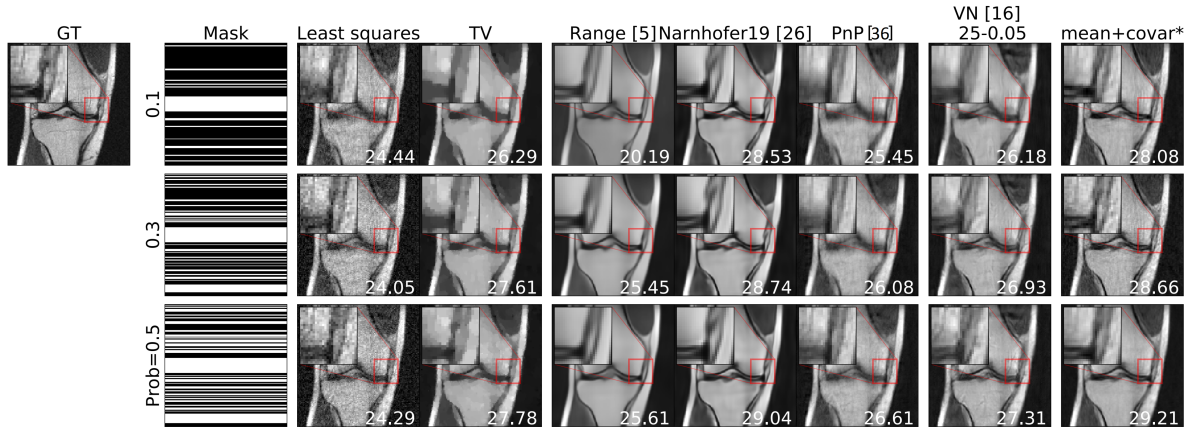 VN [16]
GT Mask Least squares TV Range [5] Narnhofer19 [26] PnP [36] 25-0.05 mean+covar*
0.1
24.44 26.29 20.19 28.53 25.45 26.18 28.08
0.3
24.05 27.61 25.45 28.74 26.08 26.93 28.66
Prob=0.5
24.29 27.78 25.61 29.04 26.61 27.31 29.21